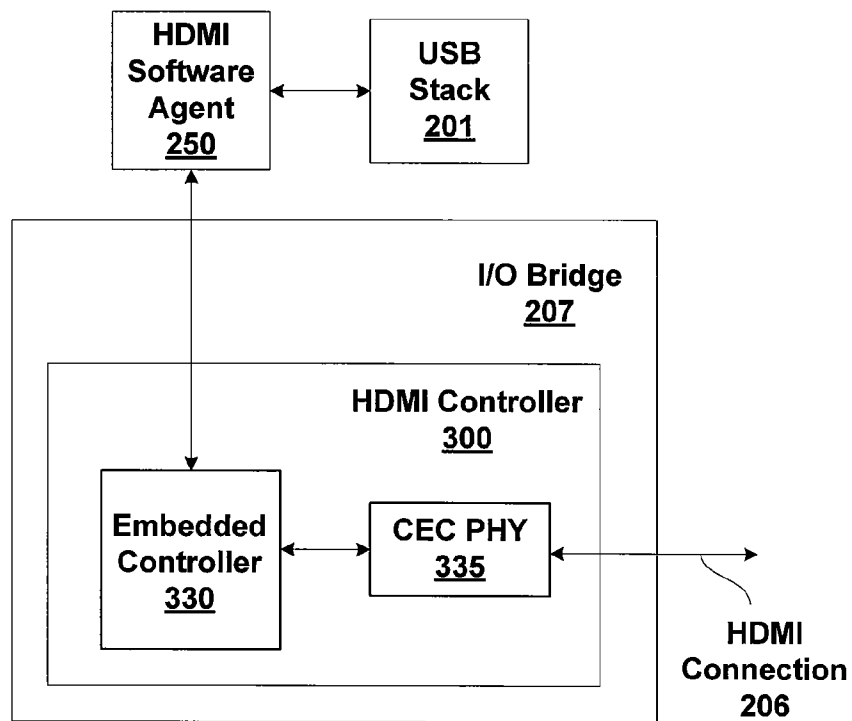 HDMI
Software
Agent
250
USB
Stack
201
I/O Bridge
207
HDMI Controller
300
Embedded
Controller
330
CEC PHY
335
HDMI
Connection
206